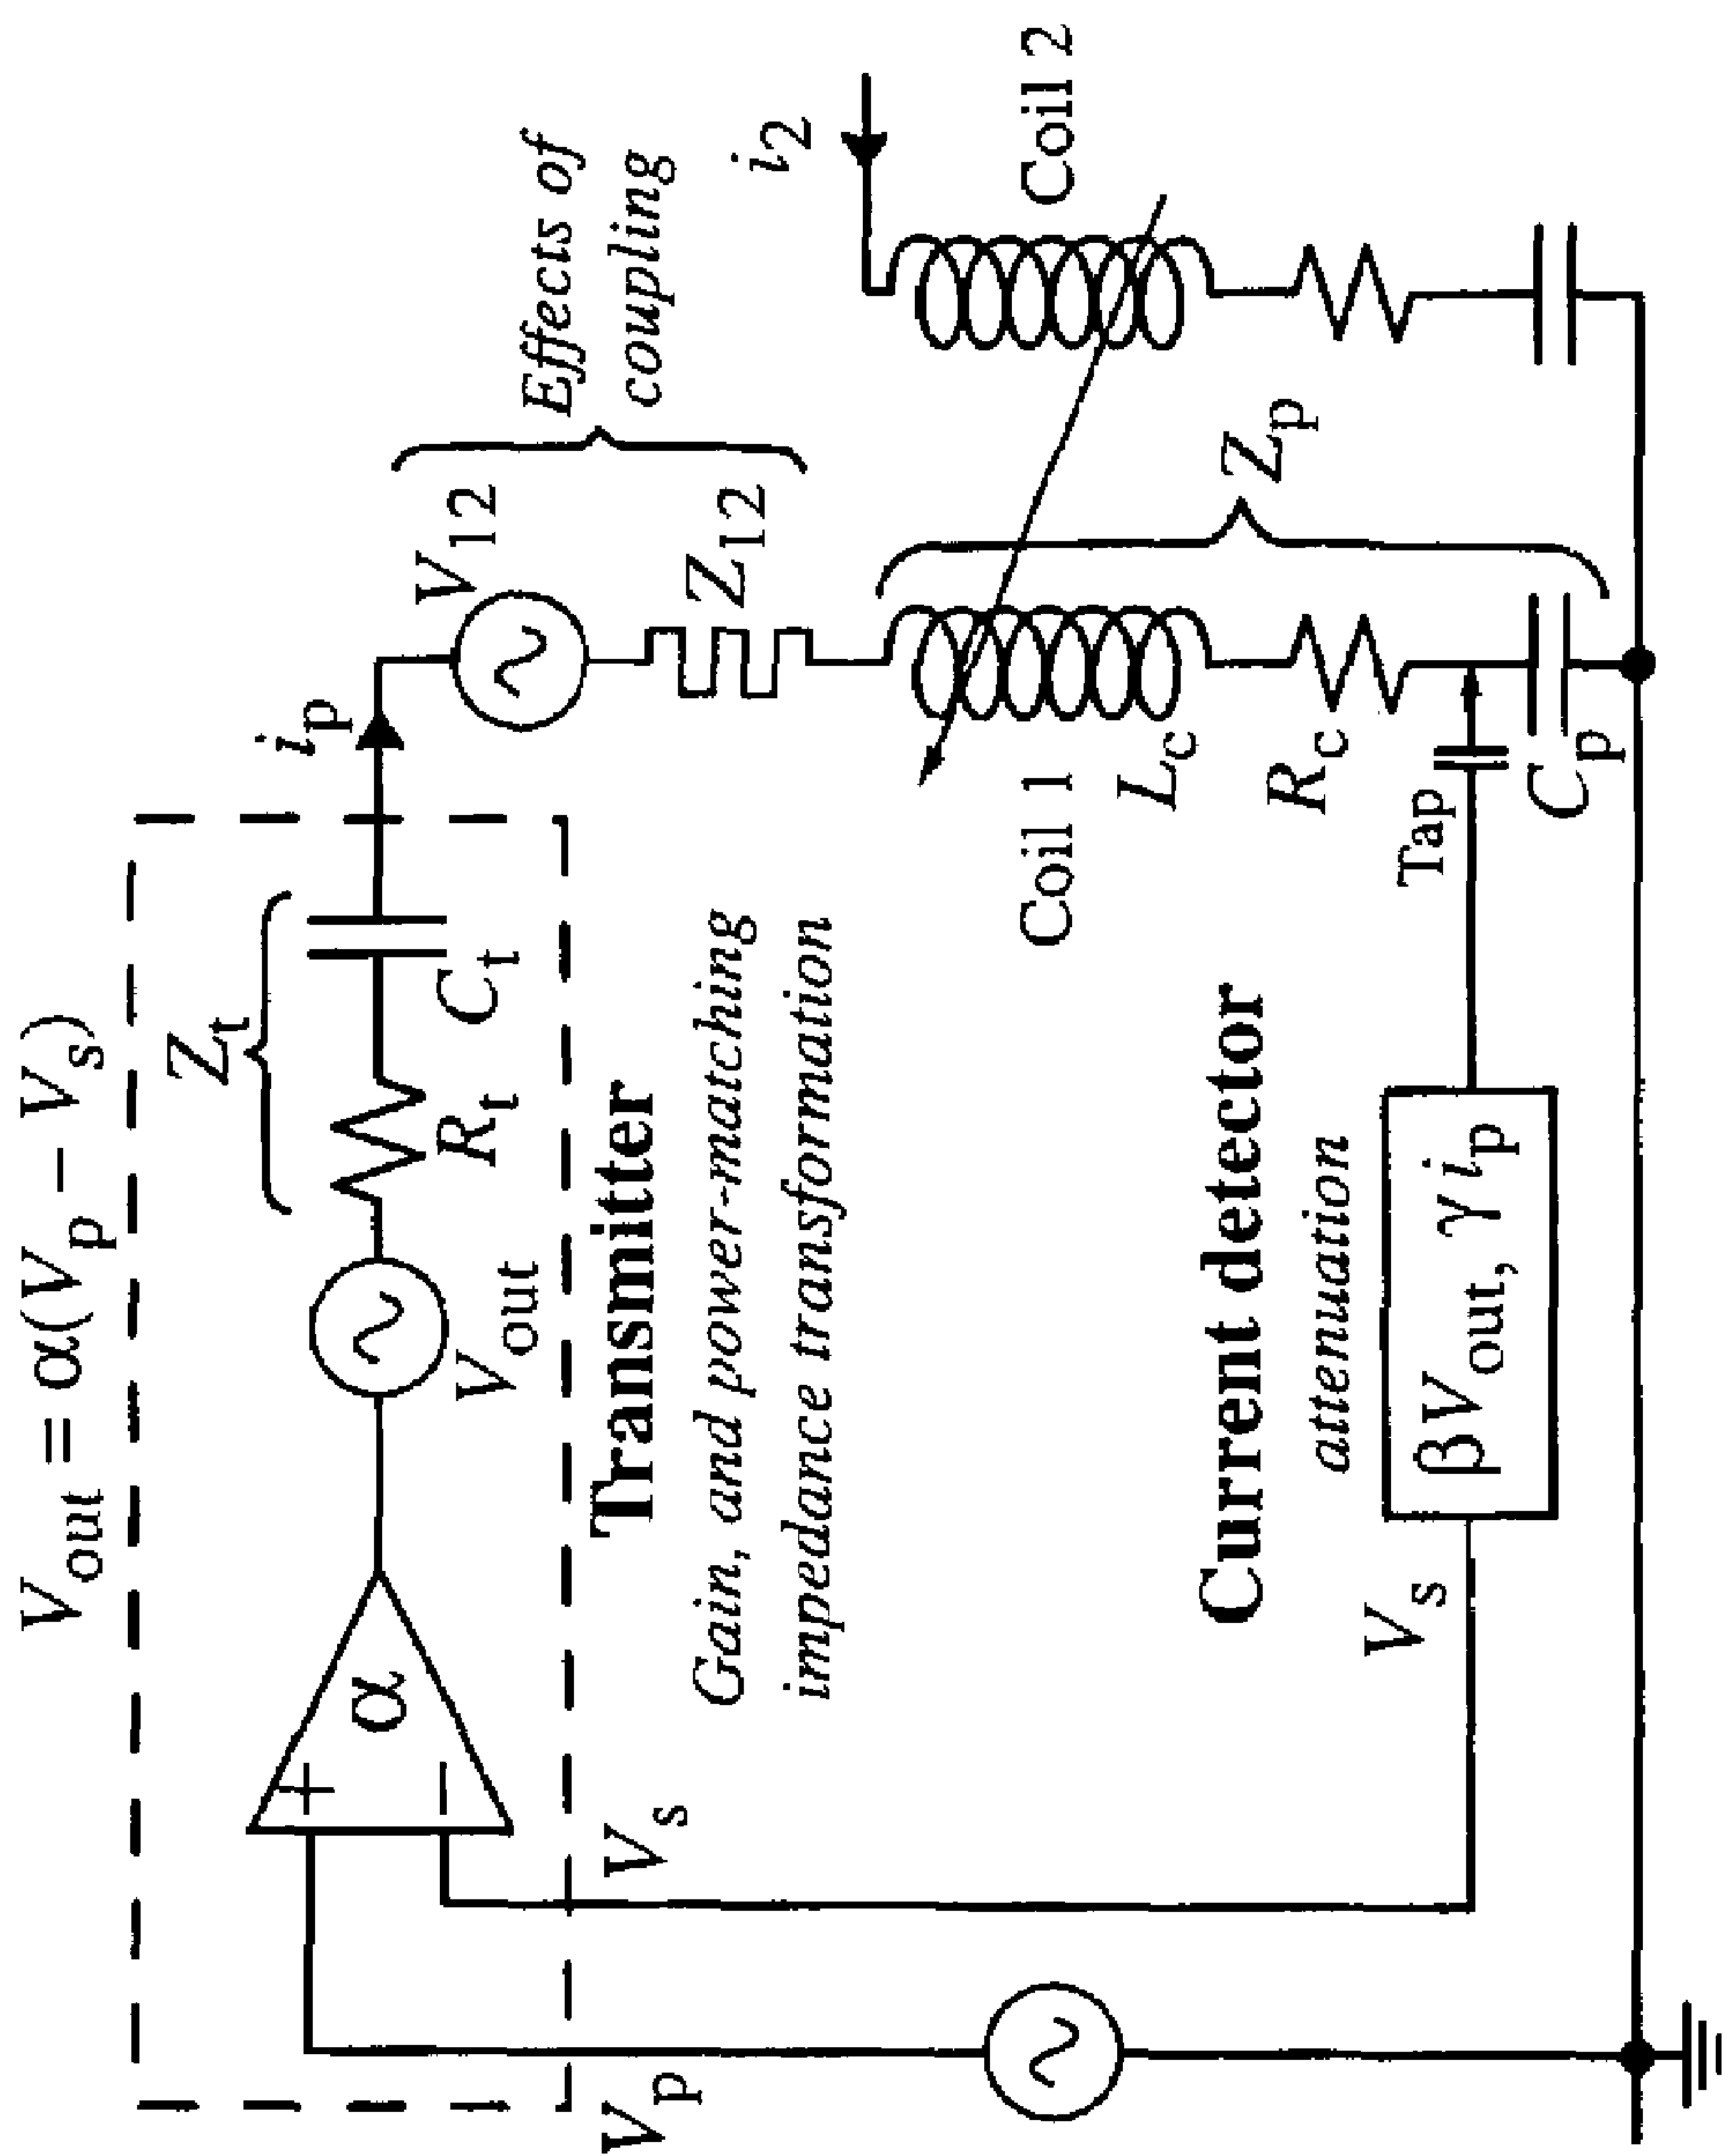 V_out = α(V_p − V_s)
Z_t
α
+
−
V_out
R_t
C_t
i_p
V_12
Z_12
Effects of
coupling
i_2
Transmitter
Gain, and power-matching
impedance transformation
V_s
V_p
Coil 1
L_c
R_c
C_p
Z_p
Coil 2
Current detector
attenuation
βV_out, γ i_p
V_s
Tap